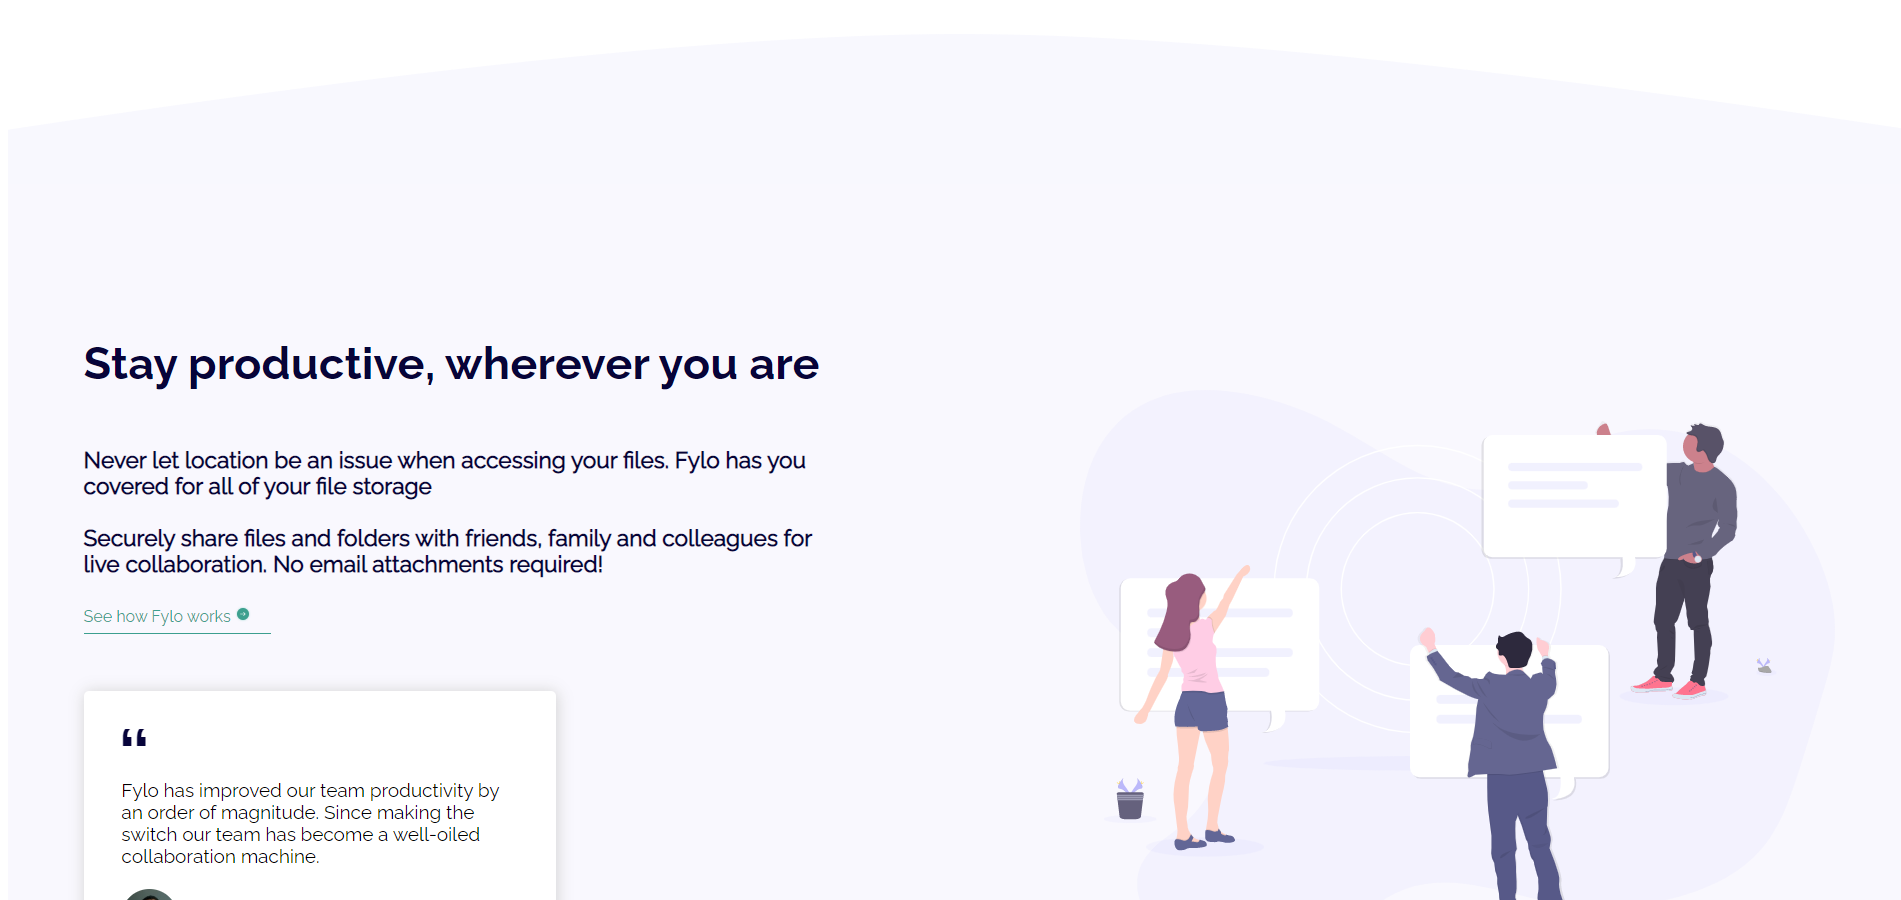 Stay productive, wherever you are
Never let location be an issue when accessing your files. Fylo has you
covered for all of your file storage
Securely share files and folders with friends, family and colleagues for
live collaboration. No email attachments required!
See how Fylo works
“
Fylo has improved our team productivity by
an order of magnitude. Since making the
switch our team has become a well-oiled
collaboration machine.